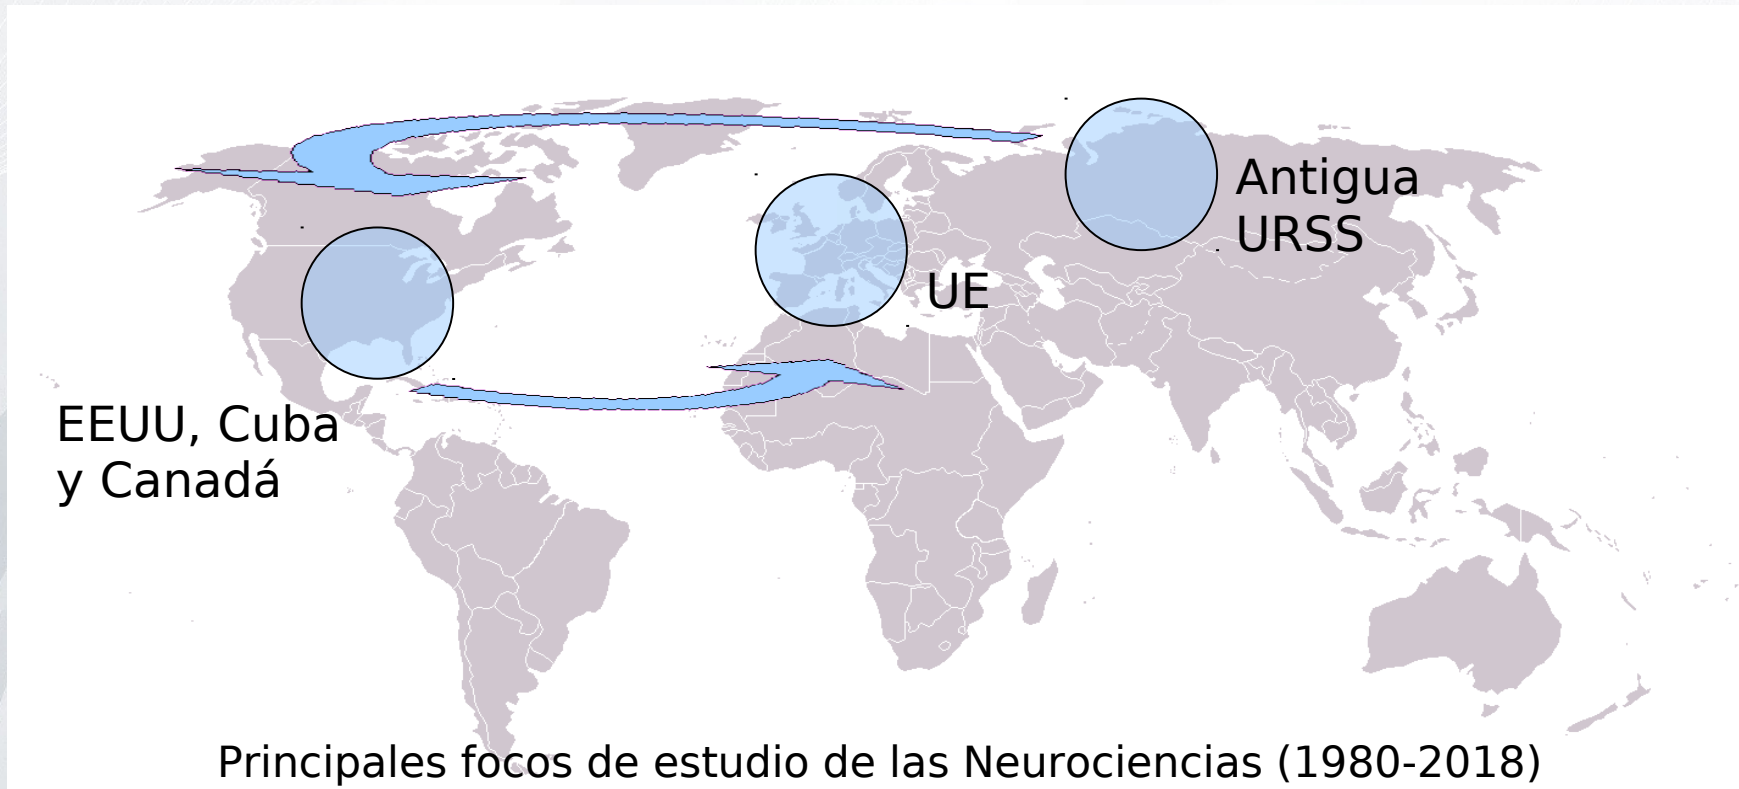 Antigua
URSS
UE
EEUU, Cuba
y Canadá
Principales focos de estudio de las Neurociencias (1980-2018)